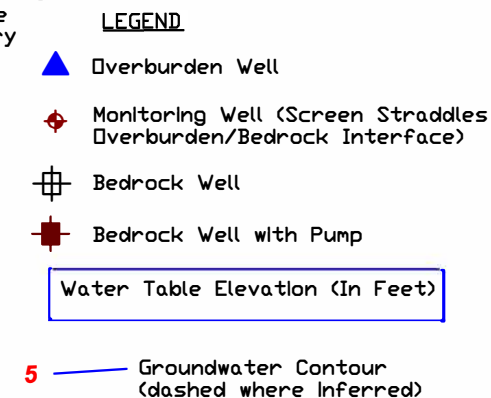 e
ry
LEGEND
Overburden Well
Monitoring Well (Screen Straddles
Overburden/Bedrock Interface)
Bedrock Well
Bedrock Well with Pump
Water Table Elevation (In Feet)
5
Groundwater Contour
(dashed where Inferred)